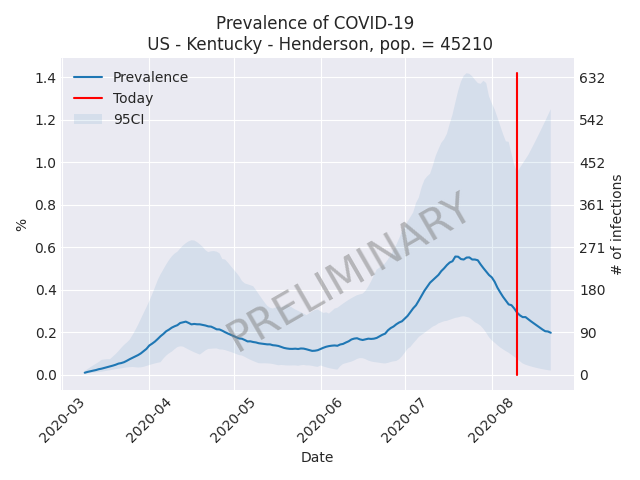 Prevalence of COVID-19
US - Kentucky - Henderson, pop. = 45210
Prevalence
Today
95CI
1.4
1.2
1.0
0.8
0.6
0.4
0.2
0.0
%
632
542
452
361
271
180
90
0
# of infections
PRELIMINARY
2020-03
2020-04
2020-05
2020-06
2020-07
2020-08
Date